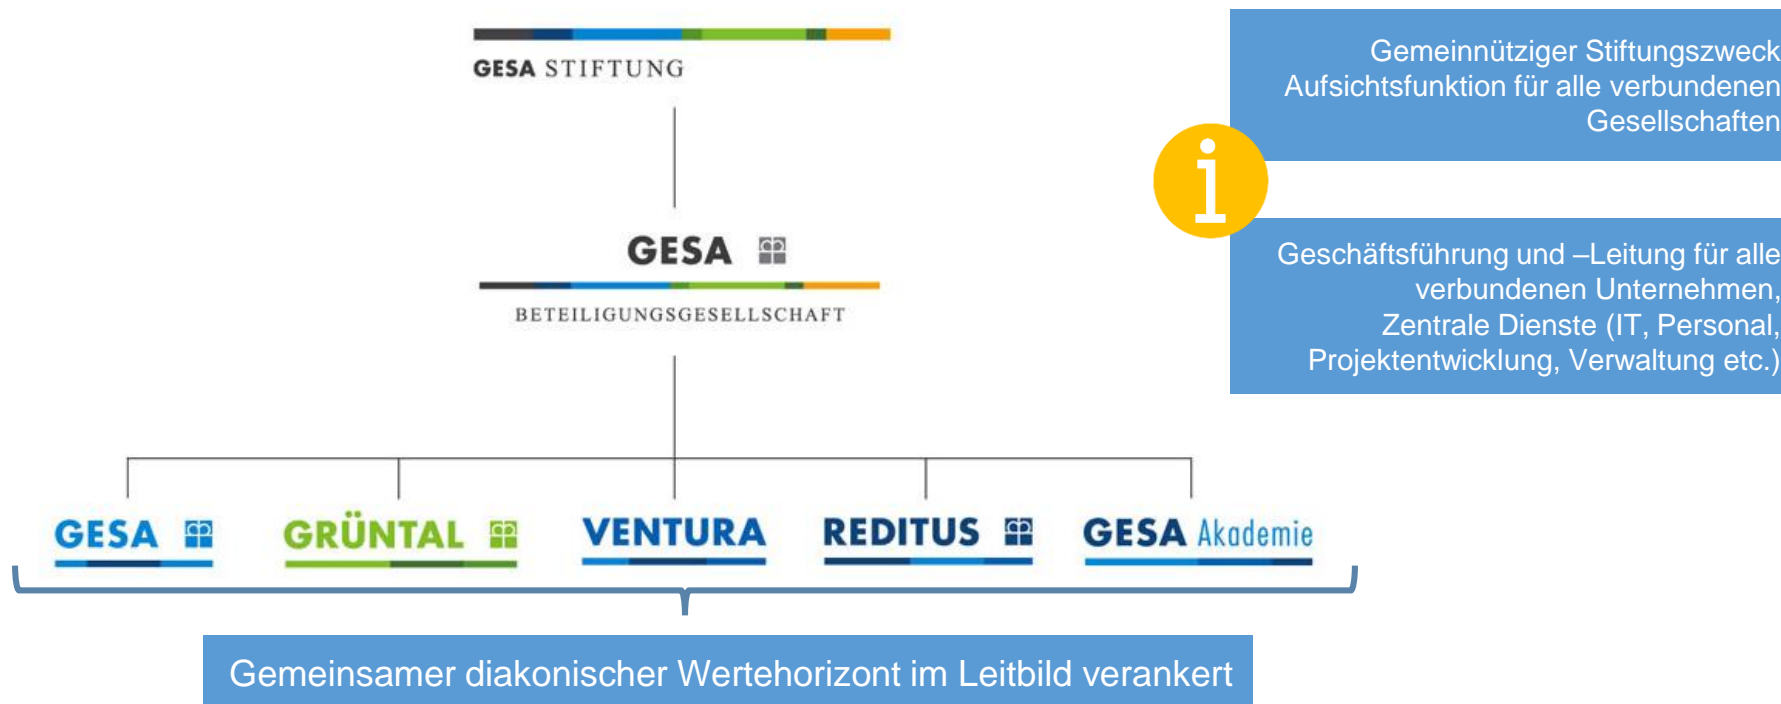 GESA STIFTUNG
Gemeinnütziger Stiftungszweck
Aufsichtsfunktion für alle verbundenen
Gesellschaften
i
GESA
BETEILIGUNGSGESELLSCHAFT
Geschäftsführung und –Leitung für alle
verbundenen Unternehmen,
Zentrale Dienste (IT, Personal,
Projektentwicklung, Verwaltung etc.)
GESA
GRÜNTAL
VENTURA
REDITUS
GESA Akademie
Gemeinsamer diakonischer Wertehorizont im Leitbild verankert